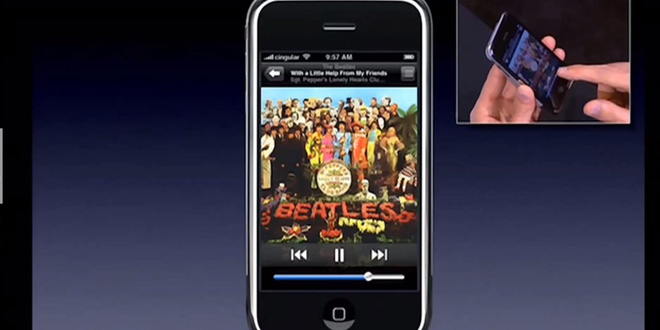 cingular 9:57 AM
The Beatles
With a Little Help From My Friends
Sgt. Pepper's Lonely Hearts Clu...
BEATLES